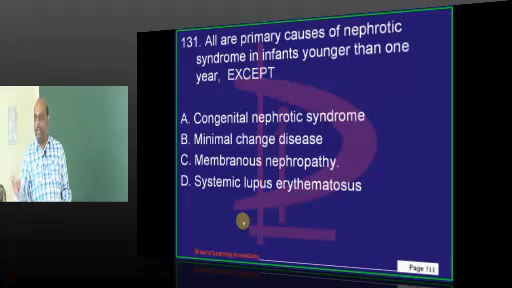 131. All are primary causes of nephrotic
syndrome in infants younger than one
year, EXCEPT
A. Congenital nephrotic syndrome
B. Minimal change disease
C. Membranous nephropathy.
D. Systemic lupus erythematosus
Learning
Page 511